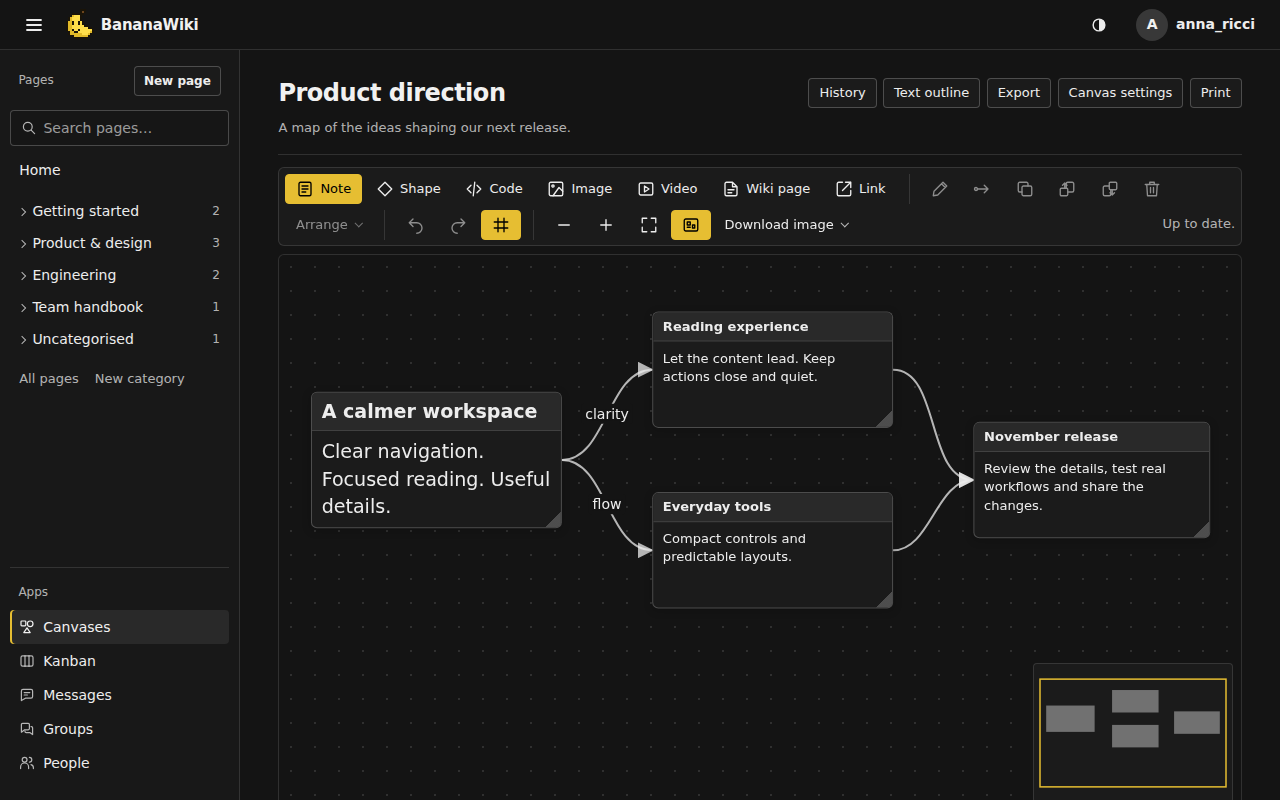 BananaWiki
A anna_ricci
Pages
New page
Search pages...
Home
Getting started 2
Product & design 3
Engineering 2
Team handbook 1
Uncategorised 1
All pages New category
Apps
Canvases
Kanban
Messages
Groups
People
Product direction
History Text outline Export Canvas settings Print
A map of the ideas shaping our next release.
Note Shape Code Image Video Wiki page Link
Arrange Download image Up to date.
A calmer workspace
Clear navigation.
Focused reading. Useful
details.
clarity
flow
Reading experience
Let the content lead. Keep
actions close and quiet.
Everyday tools
Compact controls and
predictable layouts.
November release
Review the details, test real
workflows and share the
changes.